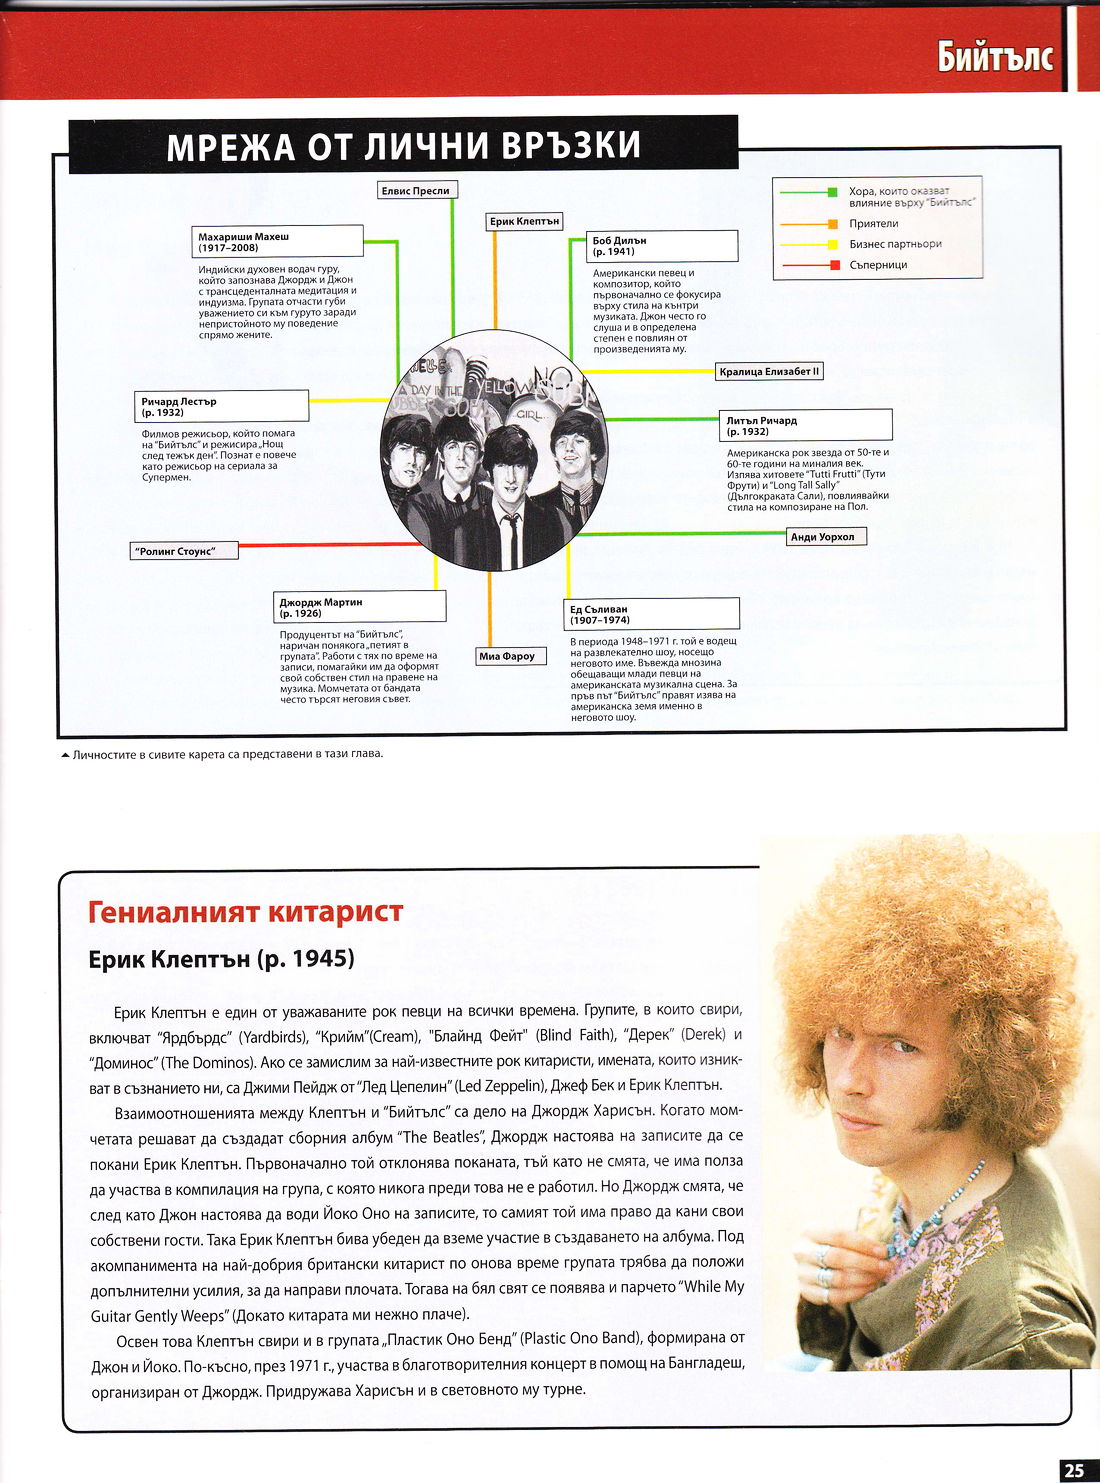 Бийтълс
МРЕЖА ОТ ЛИЧНИ ВРЪЗКИ
Елвис Пресли
Ерик Клептън
Хора, които оказват
влияние върху "Бийтълс"
Приятели
Бизнес партньори
Съперници
Махариши Махеш
(1917–2008)
Индийски духовен водач гуру,
който запознава Джордж и Джон
с трансцеденталната медитация и
индуизма. Групата отчасти губи
уважението си към гуруто заради
непристойното му поведение
спрямо жените.
Боб Дилън
(р. 1941)
Американски певец и
композитор, който
първоначално се фокусира
върху стила на кънтри
музиката. Джон често го
слуша и в определена
степен е повлиян от
произведенията му.
Кралица Елизабет II
Ричард Лестър
(р. 1932)
Филмов режисьор, който помага
на "Бийтълс" и режисира „Нощ
след тежък ден". Познат е повече
като режисьор на сериала за
Супермен.
A DAY IN THE
YELLOW
SUB
GIRL
Литъл Ричард
(р. 1932)
Американска рок звезда от 50-те и
60-те години на миналия век.
Изпява хитовете "Tutti Frutti" (Тути
Фрути) и "Long Tall Sally"
(Дългокраката Сали), повлиявайки
стила на композиране на Пол.
"Ролинг Стоунс"
Анди Уорхол
Джордж Мартин
(р. 1926)
Продуцентът на "Бийтълс",
наричан понякога „петият в
групата". Работи с тях по време на
записи, помагайки им да оформят
свой собствен стил на правене на
музика. Момчетата от бандата
често търсят неговия съвет.
Миа Фароу
Ед Съливан
(1907–1974)
В периода 1948–1971 г. той е водещ
на развлекателно шоу, носещо
неговото име. Въвежда мнозина
обещаващи млади певци на
американската музикална сцена. За
пръв път "Бийтълс" правят изява на
американска земя именно в
неговото шоу.
Личностите в сивите карета са представени в тази глава.
Гениалният китарист
Ерик Клептън (р. 1945)
Ерик Клептън е един от уважаваните рок певци на всички времена. Групите, в които свири,
включват "Ярдбърдс" (Yardbirds), "Крийм"(Cream), "Блайнд Фейт" (Blind Faith), "Дерек" (Derek) и
"Доминос" (The Dominos). Ако се замислим за най-известните рок китаристи, имената, които изник-
ват в съзнанието ни, са Джими Пейдж от "Лед Цепелин" (Led Zeppelin), Джеф Бек и Ерик Клептън.
Взаимоотношенията между Клептън и "Бийтълс" са дело на Джордж Харисън. Когато мом-
четата решават да създадат сборния албум "The Beatles", Джордж настоява на записите да се
покани Ерик Клептън. Първоначално той отклонява поканата, тъй като не смята, че има полза
да участва в компилация на група, с която никога преди това не е работил. Но Джордж смята, че
след като Джон настоява да води Йоко Оно на записите, то самият той има право да кани свои
собствени гости. Така Ерик Клептън бива убеден да вземе участие в създаването на албума. Под
акомпанимента на най-добрия британски китарист по онова време групата трябва да положи
допълнителни усилия, за да направи плочата. Тогава на бял свят се появява и парчето "While My
Guitar Gently Weeps" (Докато китарата ми нежно плаче).
Освен това Клептън свири и в групата „Пластик Оно Бенд" (Plastic Ono Band), формирана от
Джон и Йоко. По-късно, през 1971 г., участва в благотворителния концерт в помощ на Бангладеш,
организиран от Джордж. Придружава Харисън и в световното му турне.
25